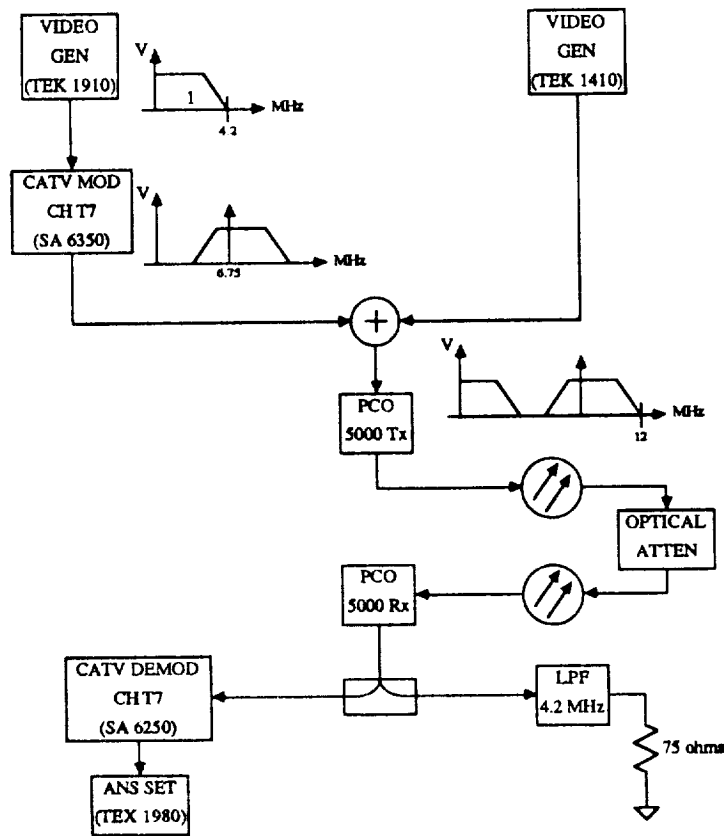 VIDEO
GEN
(TEK 1910)
V
1
4.2
MHz
VIDEO
GEN
(TEK 1410)
CATV MOD
CH T7
(SA 6350)
V
6.75
MHz
+
V
12
MHz
PCO
5000 Tx
OPTICAL
ATTEN
PCO
5000 Rx
CATV DEMOD
CH T7
(SA 6250)
LPF
4.2 MHz
75 ohms
ANS SET
(TEX 1980)